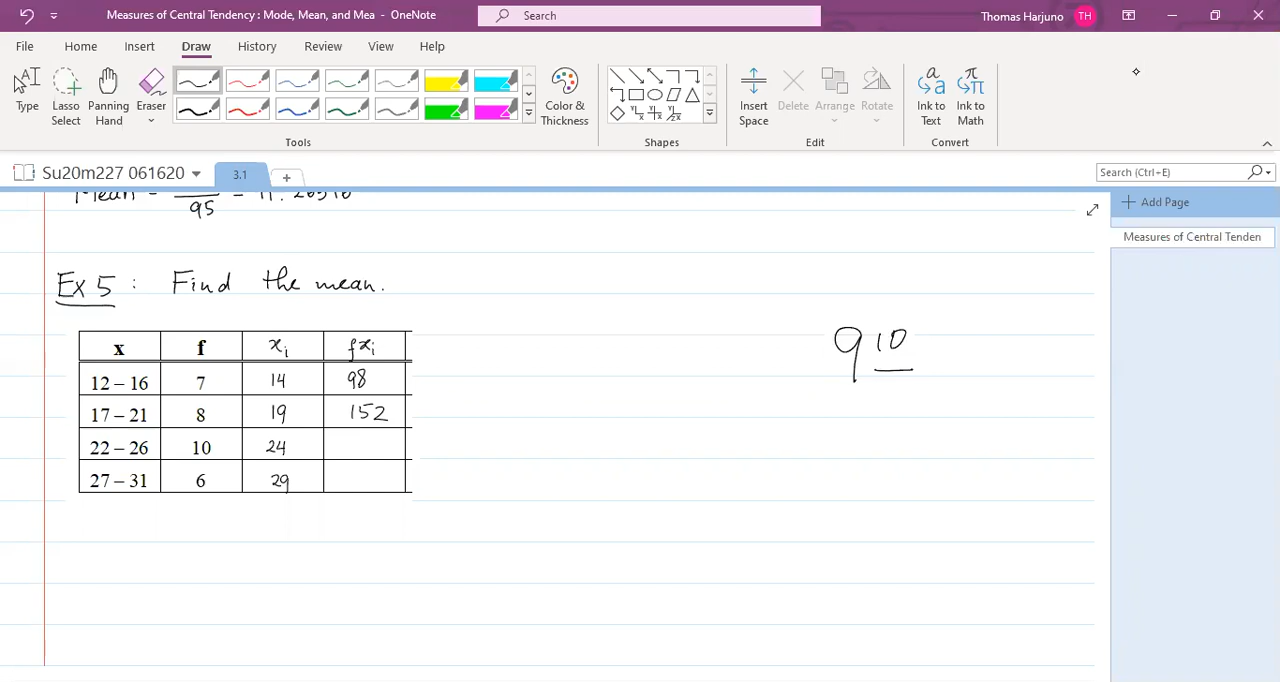 Measures of Central Tendency : Mode, Mean, and Mea - OneNote
Search
Thomas Harjuno TH
File Home Insert Draw History Review View Help
Type
Lasso Select
Panning Hand
Eraser
Color & Thickness
Insert Space
Delete
Arrange
Rotate
Ink to Text
Ink to Math
Tools
Shapes
Edit
Convert
Su20m227 061620
3.1
Search (Ctrl+E)
Add Page
Measures of Central Tenden
Mean =
95
Ex 5 : Find the mean.
9 10
x f xi fxi
12 – 16 7 14 98
17 – 21 8 19 152
22 – 26 10 24
27 – 31 6 29